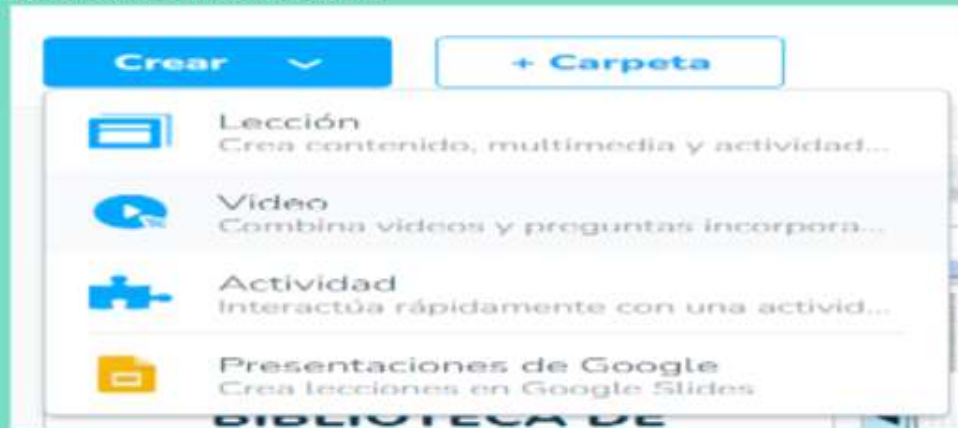 Crear
+ Carpeta
Lección
Crea contenido, multimedia y actividad...
Video
Combina videos y preguntas incorpora...
Actividad
Interactúa rápidamente con una activid...
Presentaciones de Google
Crea lecciones en Google Slides
BIBLIOTECA DE